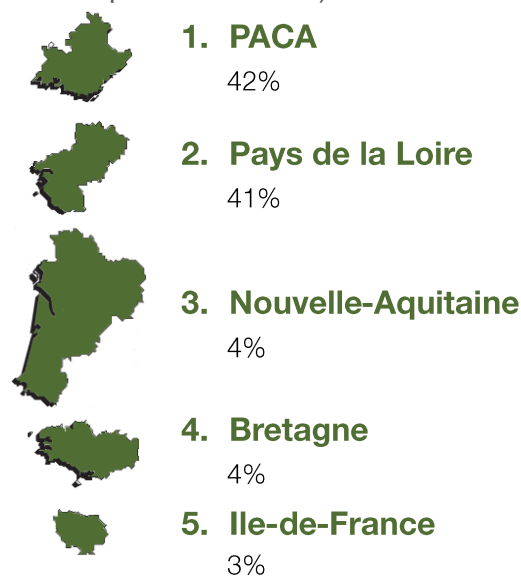 1. PACA
42%
2. Pays de la Loire
41%
3. Nouvelle-Aquitaine
4%
4. Bretagne
4%
5. Ile-de-France
3%